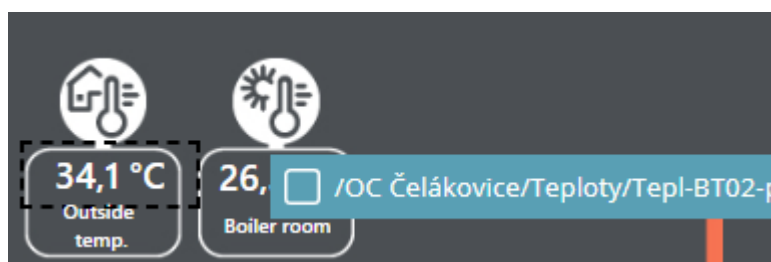 34,1 °C
Outside
temp.
26,
Boiler room
/OC Čelákovice/Teploty/Tepl-BT02-